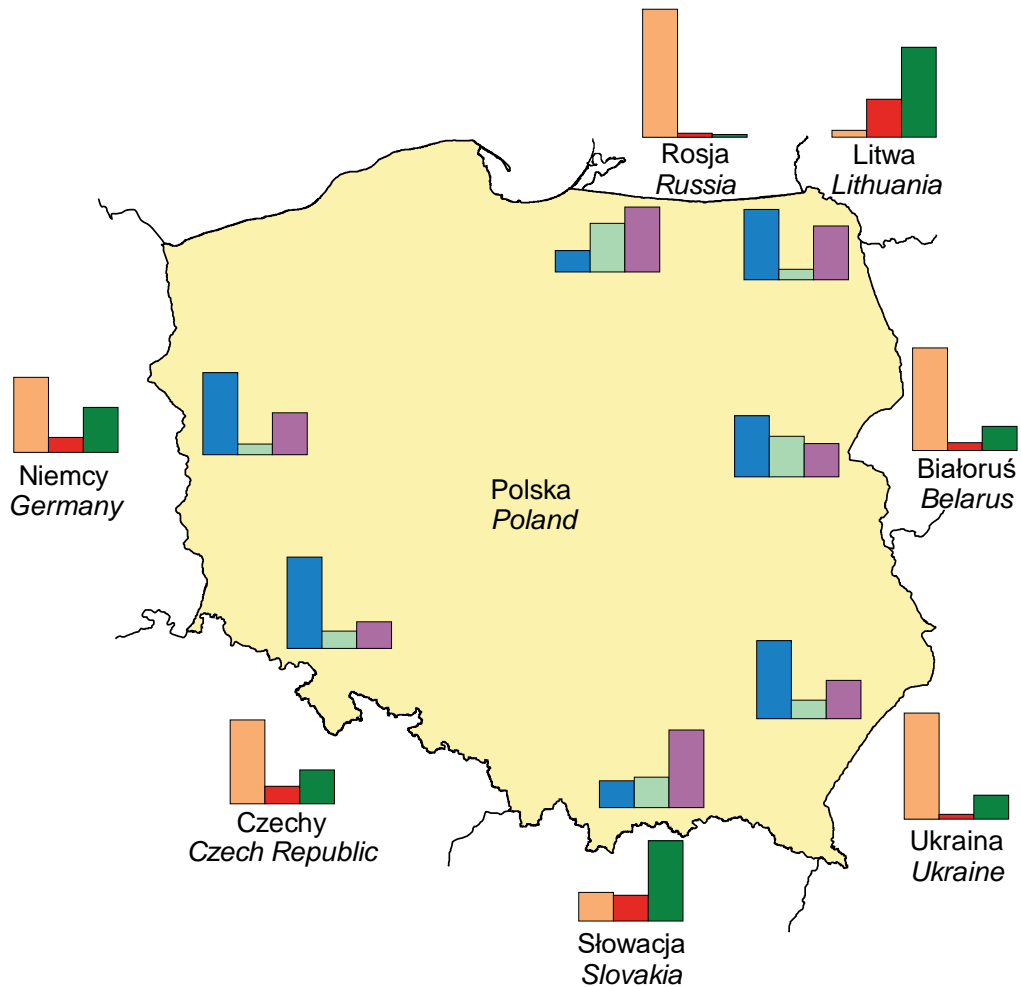 Rosja
Russia
Litwa
Lithuania
Niemcy
Germany
Polska
Poland
Białoruś
Belarus
Czechy
Czech Republic
Ukraina
Ukraine
Słowacja
Slovakia